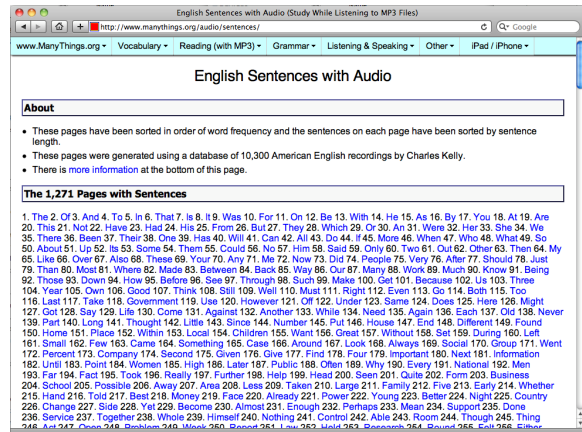 English Sentences with Audio (Study While Listening to MP3 Files)
http://www.manythings.org/audio/sentences/
Google
www.ManyThings.org Vocabulary Reading (with MP3) Grammar Listening & Speaking Other iPad / iPhone
English Sentences with Audio
About
These pages have been sorted in order of word frequency and the sentences on each page have been sorted by sentence
length.
These pages were generated using a database of 10,300 American English recordings by Charles Kelly.
There is more information at the bottom of this page.
The 1,271 Pages with Sentences
1. The 2. Of 3. And 4. To 5. In 6. That 7. Is 8. It 9. Was 10. For 11. On 12. Be 13. With 14. He 15. As 16. By 17. You 18. At 19. Are
20. This 21. Not 22. Have 23. Had 24. His 25. From 26. But 27. They 28. Which 29. Or 30. An 31. Were 32. Her 33. She 34. We
35. There 36. Been 37. Their 38. One 39. Has 40. Will 41. Can 42. All 43. Do 44. If 45. More 46. When 47. Who 48. What 49. So
50. About 51. Up 52. Its 53. Some 54. Them 55. Could 56. No 57. Him 58. Said 59. Only 60. Two 61. Out 62. Other 63. Then 64. My
65. Like 66. Over 67. Also 68. These 69. Your 70. Any 71. Me 72. Now 73. Did 74. People 75. Very 76. After 77. Should 78. Just
79. Than 80. Most 81. Where 82. Made 83. Between 84. Back 85. Way 86. Our 87. Many 88. Work 89. Much 90. Know 91. Being
92. Those 93. Down 94. How 95. Before 96. See 97. Through 98. Such 99. Make 100. Get 101. Because 102. Us 103. Three
104. Year 105. Own 106. Good 107. Think 108. Still 109. Well 110. Must 111. Right 112. Even 113. Go 114. Both 115. Too
116. Last 117. Take 118. Government 119. Use 120. However 121. Off 122. Under 123. Same 124. Does 125. Here 126. Might
127. Got 128. Say 129. Life 130. Come 131. Against 132. Another 133. While 134. Need 135. Again 136. Each 137. Old 138. Never
139. Part 140. Long 141. Thought 142. Little 143. Since 144. Number 145. Put 146. House 147. End 148. Different 149. Found
150. Home 151. Place 152. Within 153. Local 154. Children 155. Want 156. Great 157. Without 158. Set 159. During 160. Left
161. Small 162. Few 163. Came 164. Something 165. Case 166. Around 167. Look 168. Always 169. Social 170. Group 171. Went
172. Percent 173. Company 174. Second 175. Given 176. Give 177. Find 178. Four 179. Important 180. Next 181. Information
182. Until 183. Point 184. Women 185. High 186. Later 187. Public 188. Often 189. Why 190. Every 191. National 192. Men
193. Far 194. Fact 195. Took 196. Really 197. Further 198. Help 199. Head 200. Seen 201. Quite 202. Form 203. Business
204. School 205. Possible 206. Away 207. Area 208. Less 209. Taken 210. Large 211. Family 212. Five 213. Early 214. Whether
215. Hand 216. Told 217. Best 218. Money 219. Face 220. Already 221. Power 222. Young 223. Better 224. Night 225. Country
226. Change 227. Side 228. Yet 229. Become 230. Almost 231. Enough 232. Perhaps 233. Mean 234. Support 235. Done
236. Service 237. Together 238. Whole 239. Himself 240. Nothing 241. Control 242. Able 243. Room 244. Though 245. Thing
246. Act 247. Open 248. Problem 249. Week 250. Report 251. Law 252. Held 253. Research 254. Round 255. Felt 256. Either